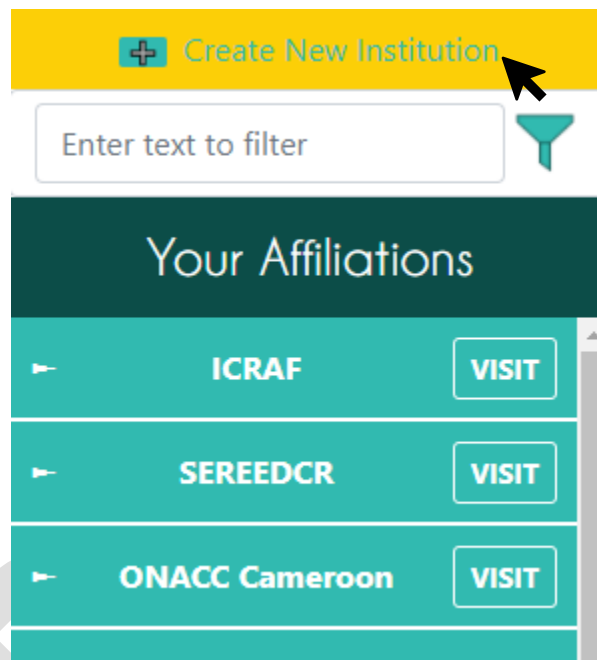 Create New Institution
Enter text to filter
Your Affiliations
ICRAF VISIT
SEREEDCR VISIT
ONACC Cameroon VISIT